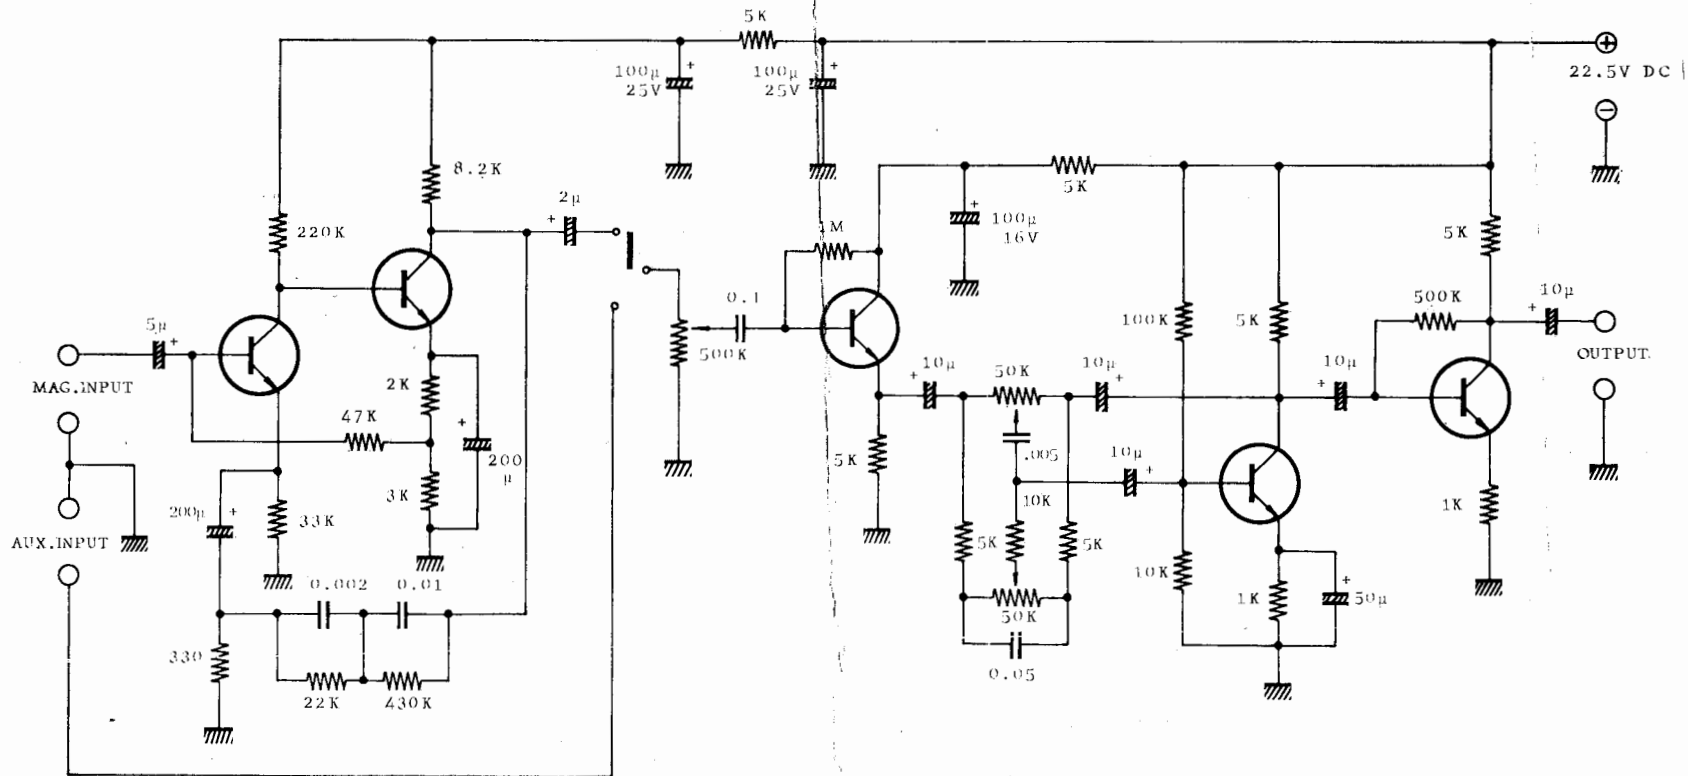 5K
100μ
25V
+
100μ
25V
+
22.5V DC
8.2K
5K
2μ
+
220K
1M
100μ
16V
+
5K
0.1
500K
10μ
+
5μ
+
500K
100K
5K
MAG.INPUT
2K
10μ
+
50K
10μ
+
10μ
+
OUTPUT
47K
.005
10μ
+
5K
200
μ
+
3K
10K
1K
200μ
+
33K
AUX.INPUT
5K
5K
10K
0.002
0.01
50K
1K
50μ
+
330
0.05
22K
430K